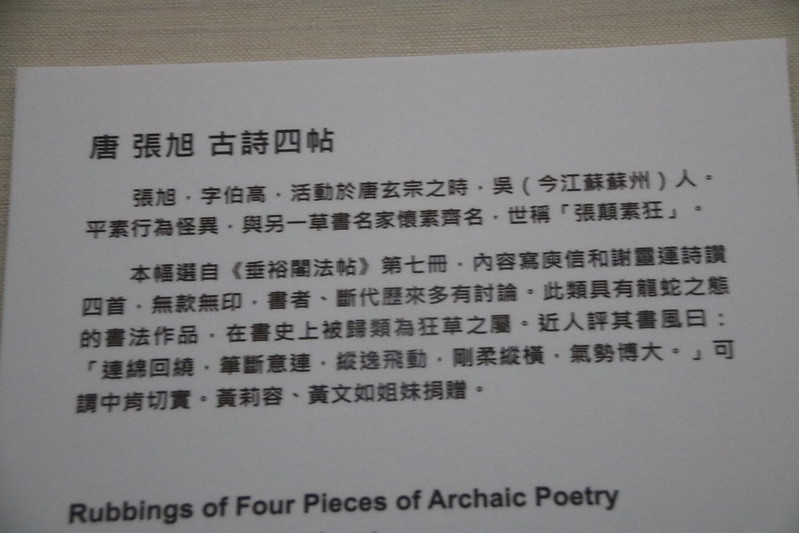 唐 張旭 古詩四帖
張旭，字伯高，活動於唐玄宗之時，吳（今江蘇蘇州）人。
平素行為怪異，與另一草書名家懷素齊名，世稱「張顛素狂」。
本幅選自《垂裕閣法帖》第七冊，內容寫庾信和謝靈運詩讚
四首，無款無印，書者、斷代歷來多有討論。此類具有龍蛇之態
的書法作品，在書史上被歸類為狂草之屬。近人評其書風曰：
「連綿回繞，筆斷意連，縱逸飛動，剛柔縱橫，氣勢博大。」可
謂中肯切實。黃莉容、黃文如姐妹捐贈。
Rubbings of Four Pieces of Archaic Poetry